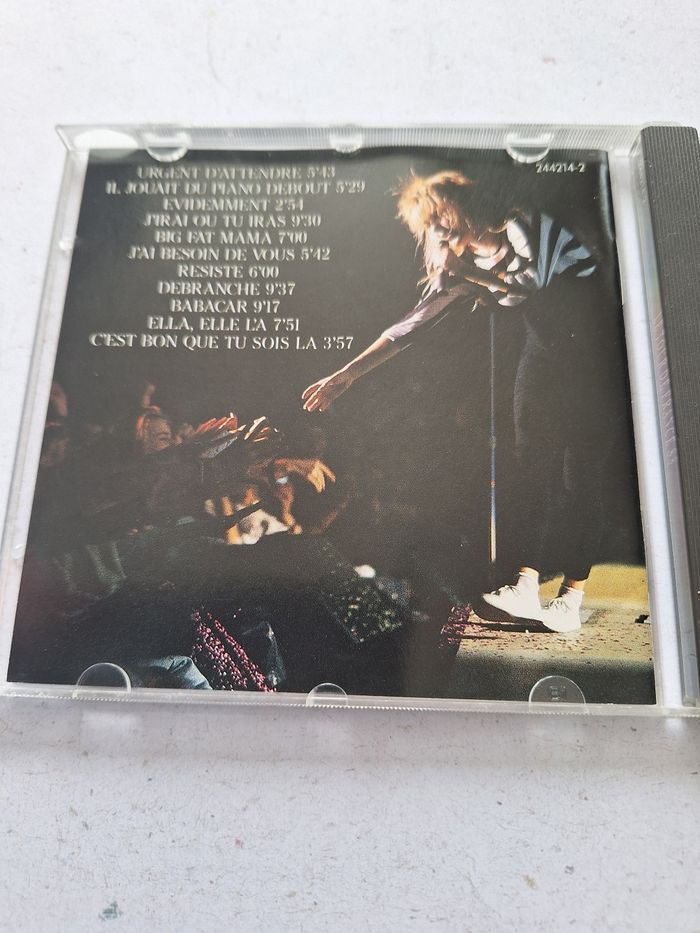 URGENT D'ATTENDRE 5'43
IL JOUAIT DU PIANO DEBOUT 5'29
EVIDEMMENT 2'54
J'IRAI OU TU IRAS 9'30
BIG FAT MAMA 7'00
J'AI BESOIN DE VOUS 5'42
RESISTE 6'00
DEBRANCHE 9'37
BABACAR 9'17
ELLA, ELLE L'A 7'51
C'EST BON QUE TU SOIS LA 3'57
244214-2